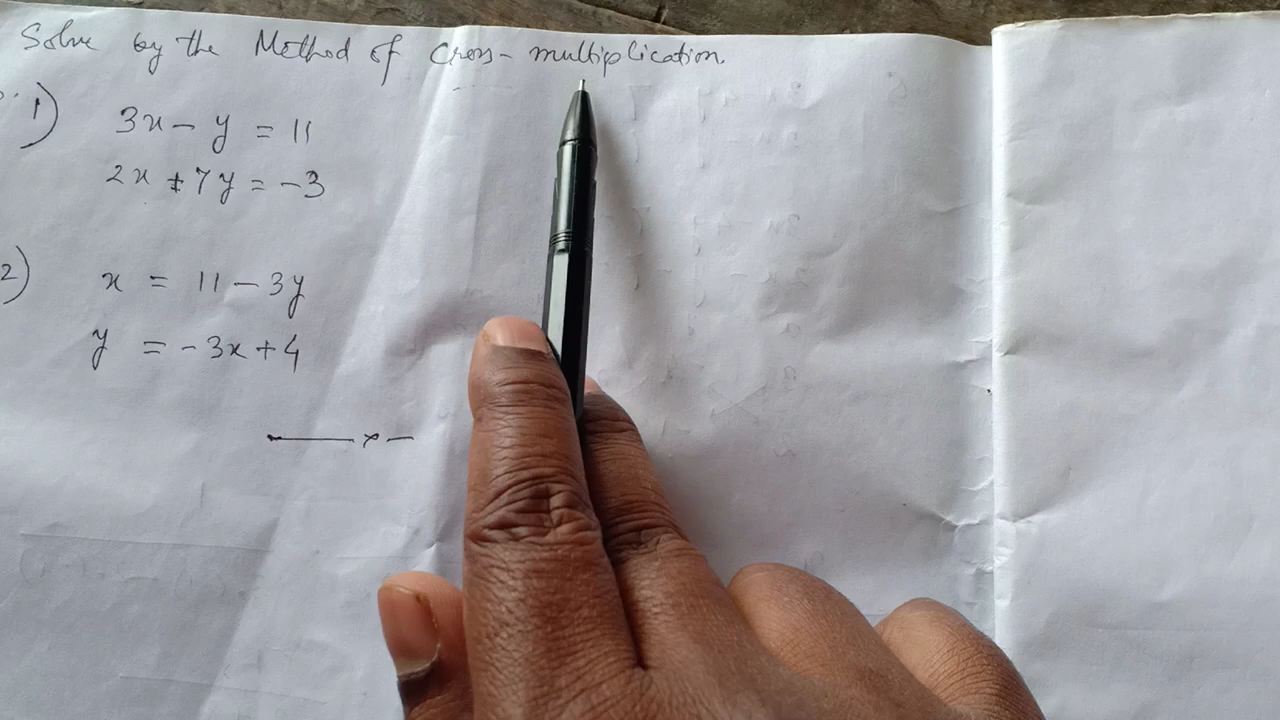 Solve by the Method of Cross-multiplication.
1)
3x - y = 11
2x + 7y = -3
2)
x = 11 - 3y
y = -3x + 4